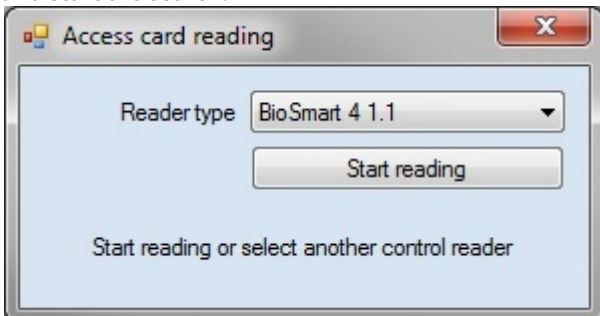 Access card reading
Reader type BioSmart 4 1.1
Start reading
Start reading or select another control reader